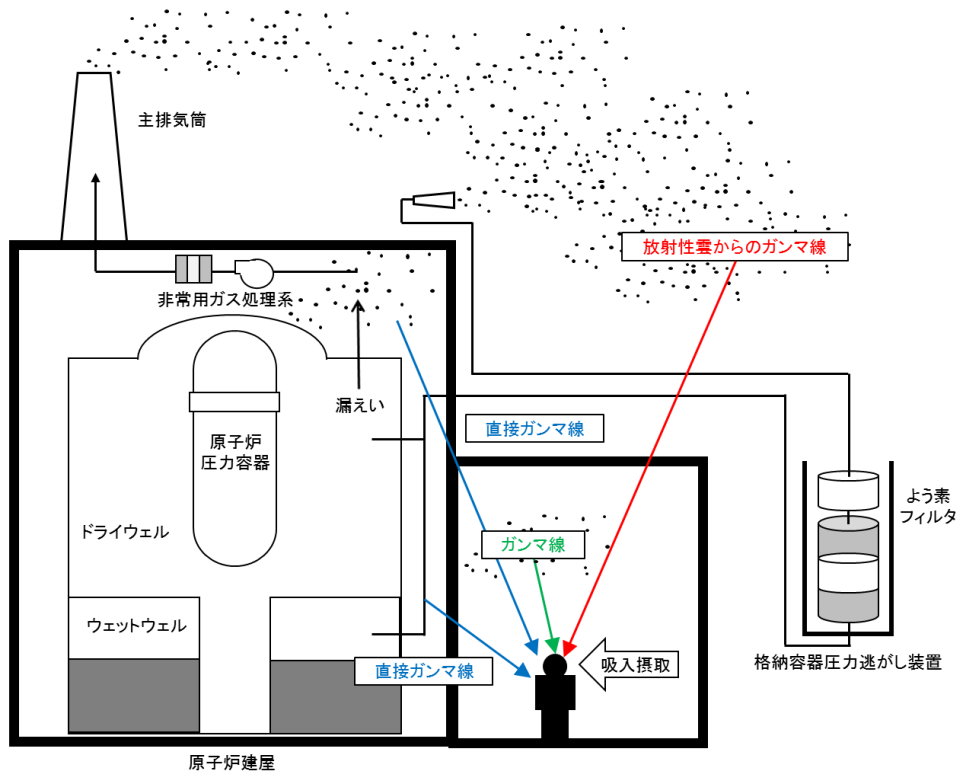 主排気筒
放射性雲からのガンマ線
非常用ガス処理系
漏えい
原子炉
圧力容器
直接ガンマ線
よう素
フィルタ
ドライウェル
ガンマ線
ウェットウェル
直接ガンマ線
吸入摂取
格納容器圧力逃がし装置
原子炉建屋